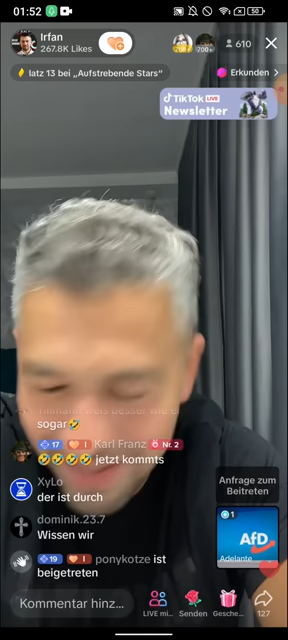 01:52
50
Irfan
267.8K Likes
700+
610
latz 13 bei „Aufstrebende Stars“
Erkunden
TikTok LIVE
Newsletter
sogar🤣
17 I Karl Franz Nr. 2
🤣🤣🤣🤣 jetzt kommts
XyLo
der ist durch
dominik.23.7
Wissen wir
19 I ponykotze ist
beigetreten
Anfrage zum
Beitreten
1
AfD
Adelante
Kommentar hinz...
LIVE mi...
Senden
Gesche...
127